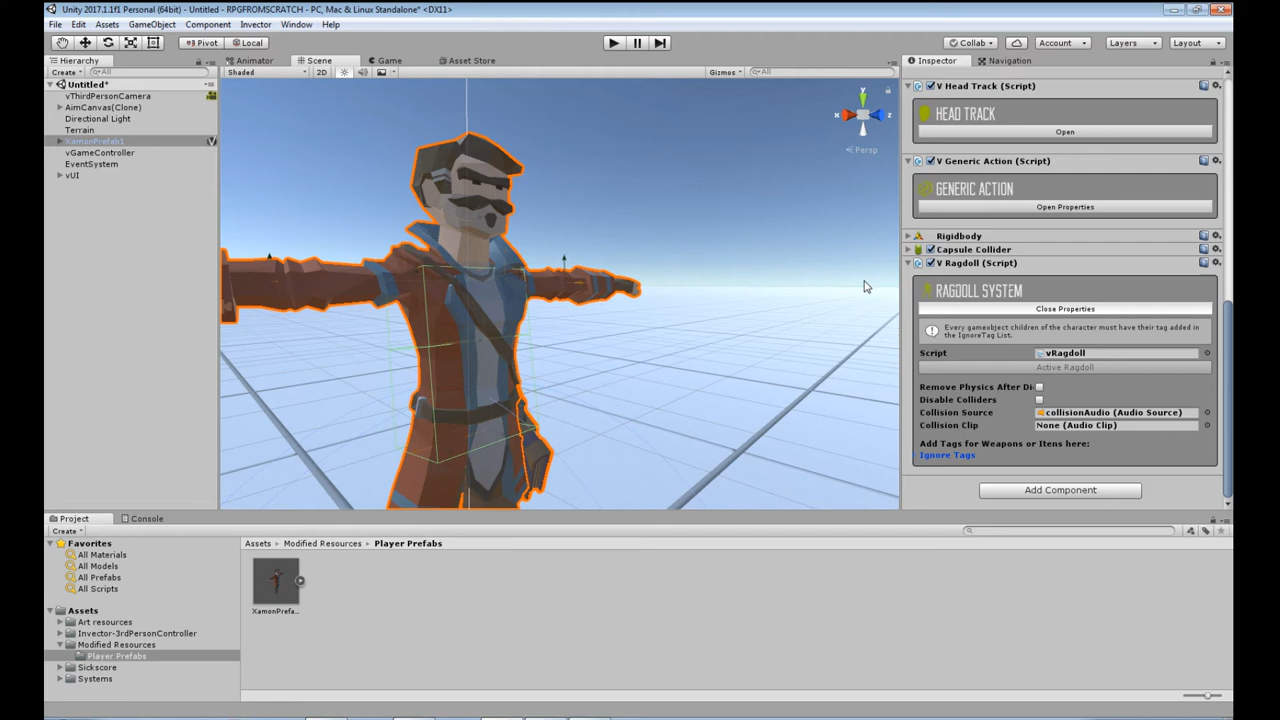 Unity 2017.1.1f1 Personal (64bit) - Untitled - RPGFROMSCRATCH - PC, Mac & Linux Standalone* <DX11>
File Edit Assets GameObject Component Invector Window Help
Pivot Local Collab Account Layers Layout
Hierarchy
Create All
Untitled*
vThirdPersonCamera
AimCanvas(Clone)
Directional Light
Terrain
XamonPrefab1
vGameController
EventSystem
vUI
Animator Scene Game Asset Store
Shaded 2D Gizmos All
y
x z
Persp
Inspector Navigation
V Head Track (Script)
HEAD TRACK
Open
V Generic Action (Script)
GENERIC ACTION
Open Properties
Rigidbody
Capsule Collider
V Ragdoll (Script)
RAGDOLL SYSTEM
Close Properties
Every gameobject children of the character must have their tag added in
the IgnoreTag List.
Script vRagdoll
Active Ragdoll
Remove Physics After Di
Disable Colliders
Collision Source collisionAudio (Audio Source)
Collision Clip None (Audio Clip)
Add Tags for Weapons or Itens here:
Ignore Tags
Add Component
Project Console
Create
Favorites
All Materials
All Models
All Prefabs
All Scripts
Assets
Art resources
Invector-3rdPersonController
Modified Resources
Player Prefabs
Sickscore
Systems
Assets Modified Resources Player Prefabs
XamonPrefa...